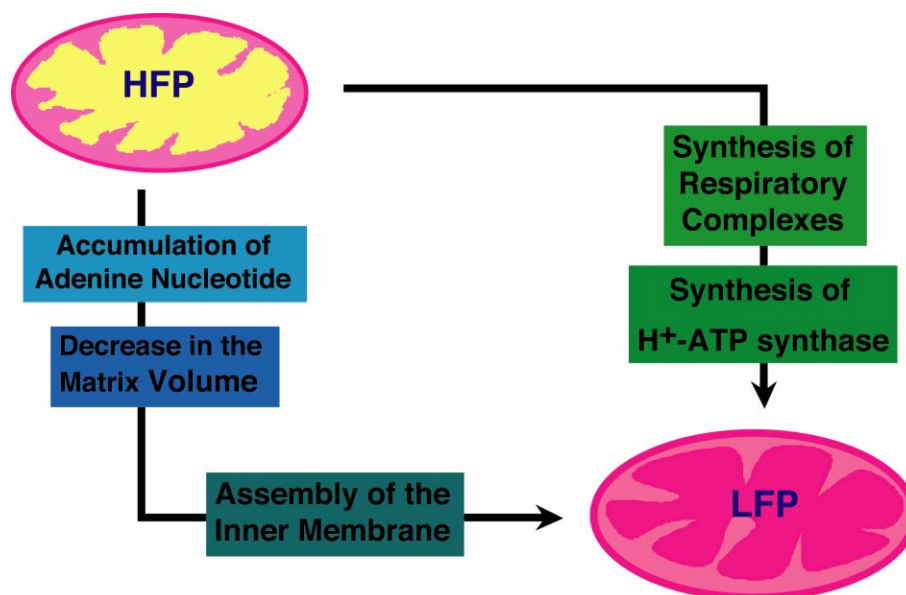 HFP
Synthesis of
Respiratory
Complexes
Accumulation of
Adenine Nucleotide
Synthesis of
H+-ATP synthase
Decrease in the
Matrix Volume
Assembly of the
Inner Membrane
LFP